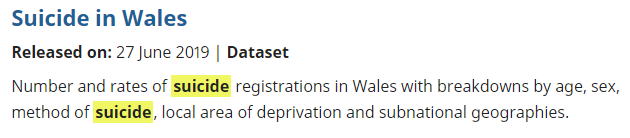 Suicide in Wales
Released on: 27 June 2019 | Dataset
Number and rates of suicide registrations in Wales with breakdowns by age, sex,
method of suicide, local area of deprivation and subnational geographies.